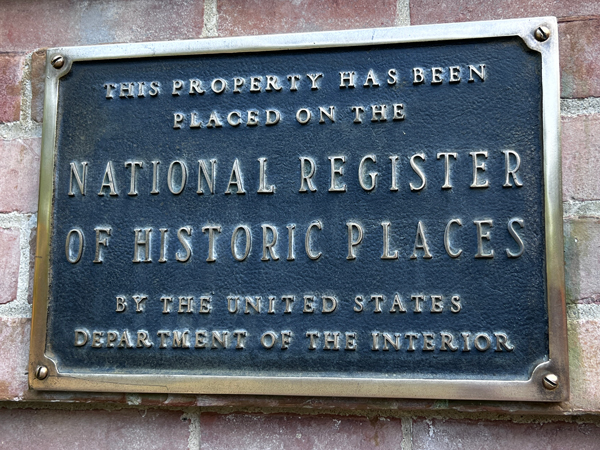 THIS PROPERTY HAS BEEN
PLACED ON THE
NATIONAL REGISTER
OF HISTORIC PLACES
BY THE UNITED STATES
DEPARTMENT OF THE INTERIOR